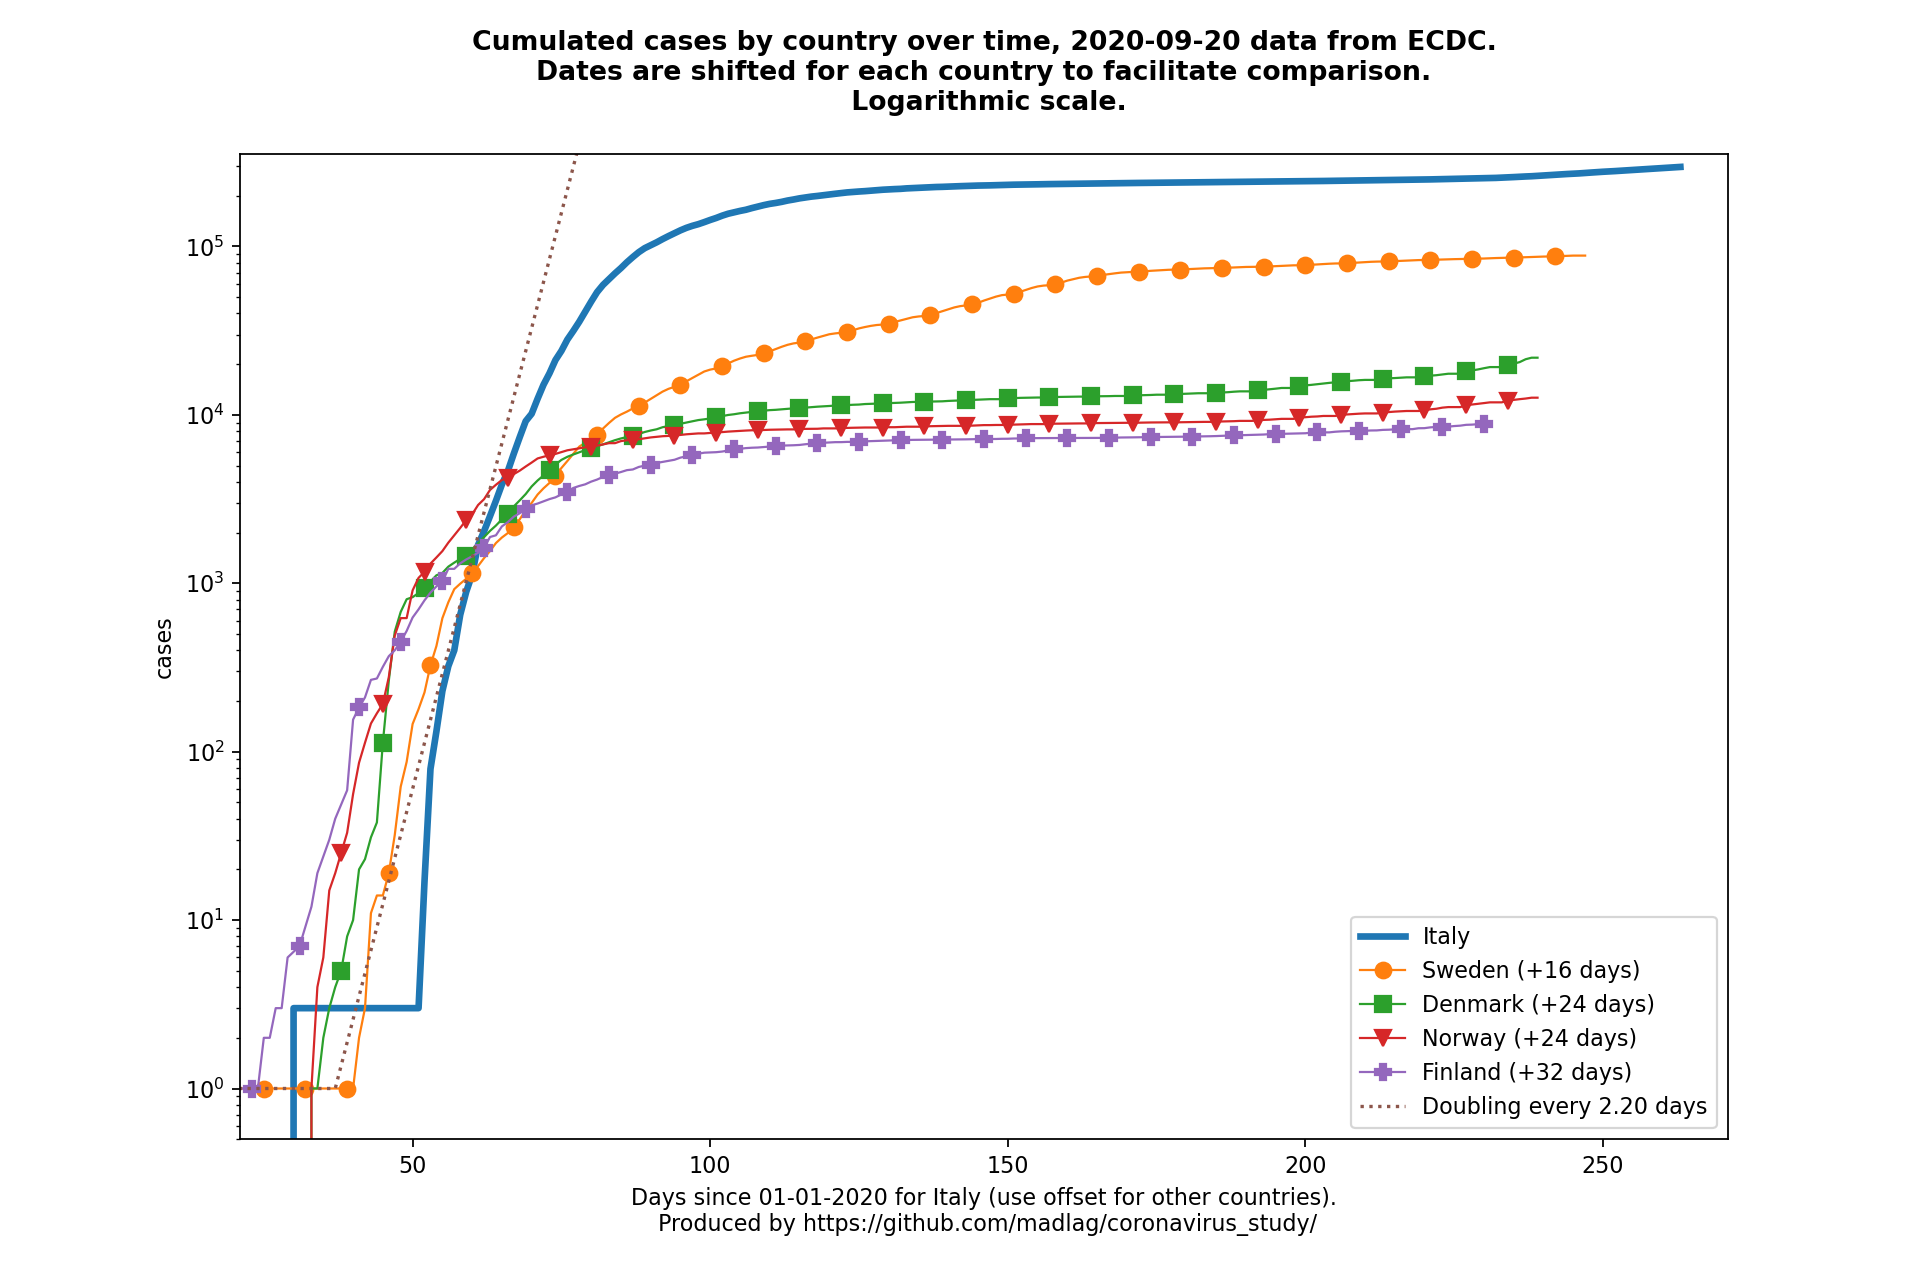 Cumulated cases by country over time, 2020-09-20 data from ECDC.
Dates are shifted for each country to facilitate comparison.
Logarithmic scale.
cases
10^5
10^4
10^3
10^2
10^1
10^0
50
100
150
200
250
Italy
Sweden (+16 days)
Denmark (+24 days)
Norway (+24 days)
Finland (+32 days)
Doubling every 2.20 days
Days since 01-01-2020 for Italy (use offset for other countries).
Produced by https://github.com/madlag/coronavirus_study/